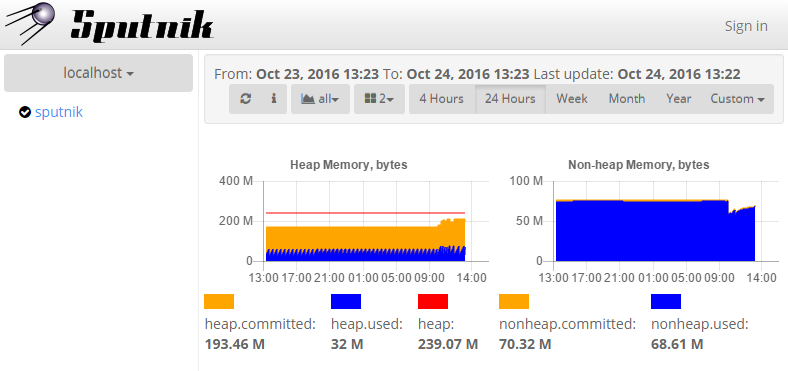 Sputnik
Sign in
localhost
sputnik
From: Oct 23, 2016 13:23 To: Oct 24, 2016 13:23 Last update: Oct 24, 2016 13:22
all 2 4 Hours 24 Hours Week Month Year Custom
Heap Memory, bytes
400 M
200 M
0
13:00 17:00 21:00 01:00 05:00 09:00 14:00
heap.committed: heap.used: heap:
193.46 M 32 M 239.07 M
Non-heap Memory, bytes
100 M
50 M
0
13:00 17:00 21:00 01:00 05:00 09:00 14:00
nonheap.committed: nonheap.used:
70.32 M 68.61 M